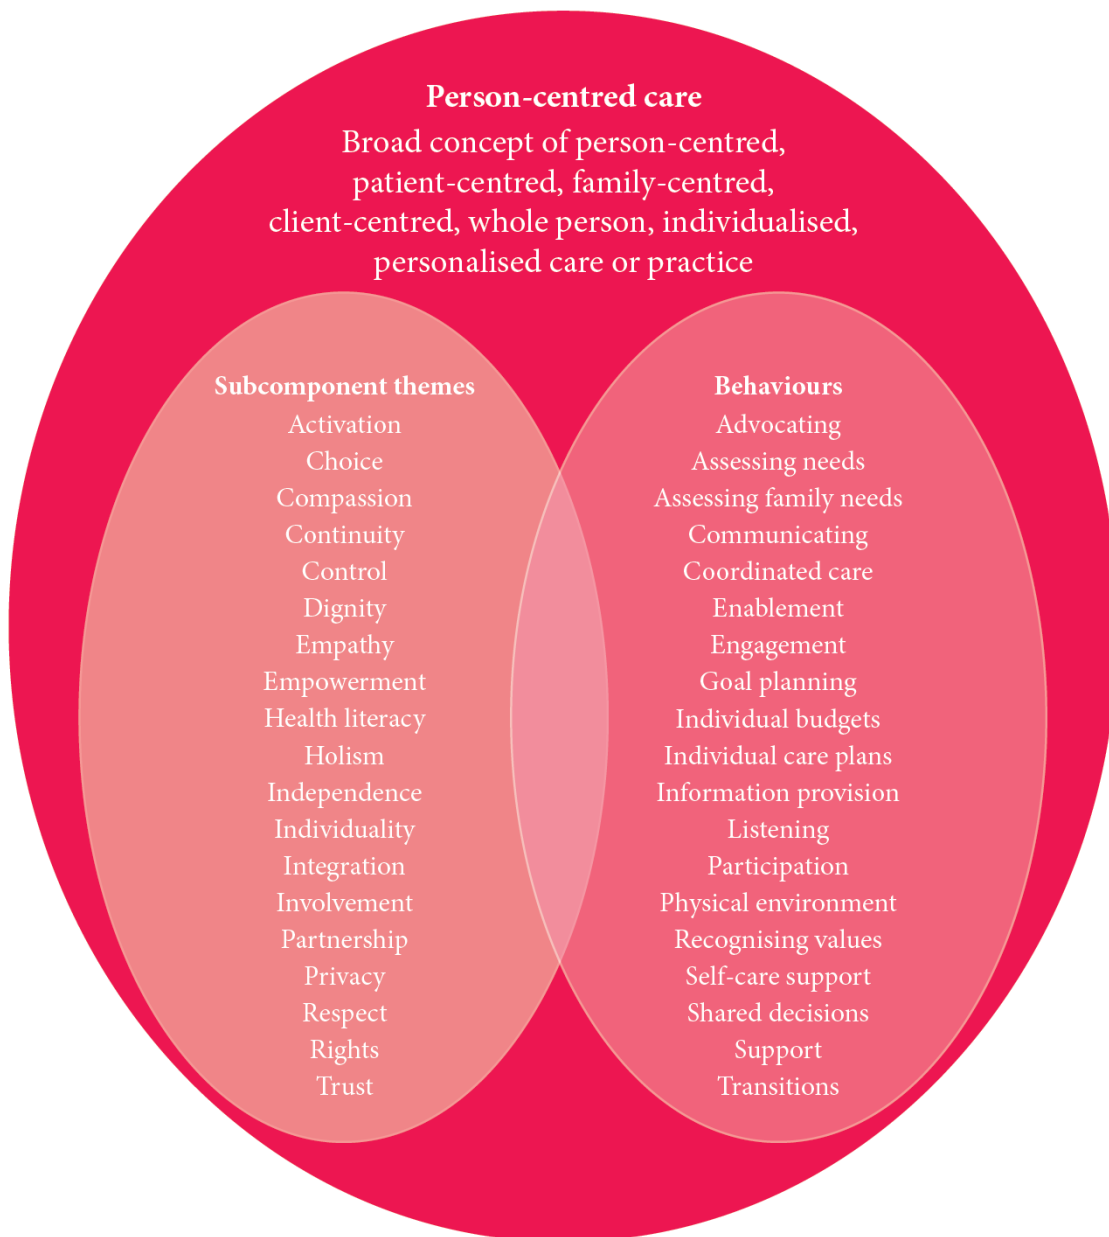 Person-centred care
Broad concept of person-centred,
patient-centred, family-centred,
client-centred, whole person, individualised,
personalised care or practice
Subcomponent themes
Activation
Choice
Compassion
Continuity
Control
Dignity
Empathy
Empowerment
Health literacy
Holism
Independence
Individuality
Integration
Involvement
Partnership
Privacy
Respect
Rights
Trust
Behaviours
Advocating
Assessing needs
Assessing family needs
Communicating
Coordinated care
Enablement
Engagement
Goal planning
Individual budgets
Individual care plans
Information provision
Listening
Participation
Physical environment
Recognising values
Self-care support
Shared decisions
Support
Transitions